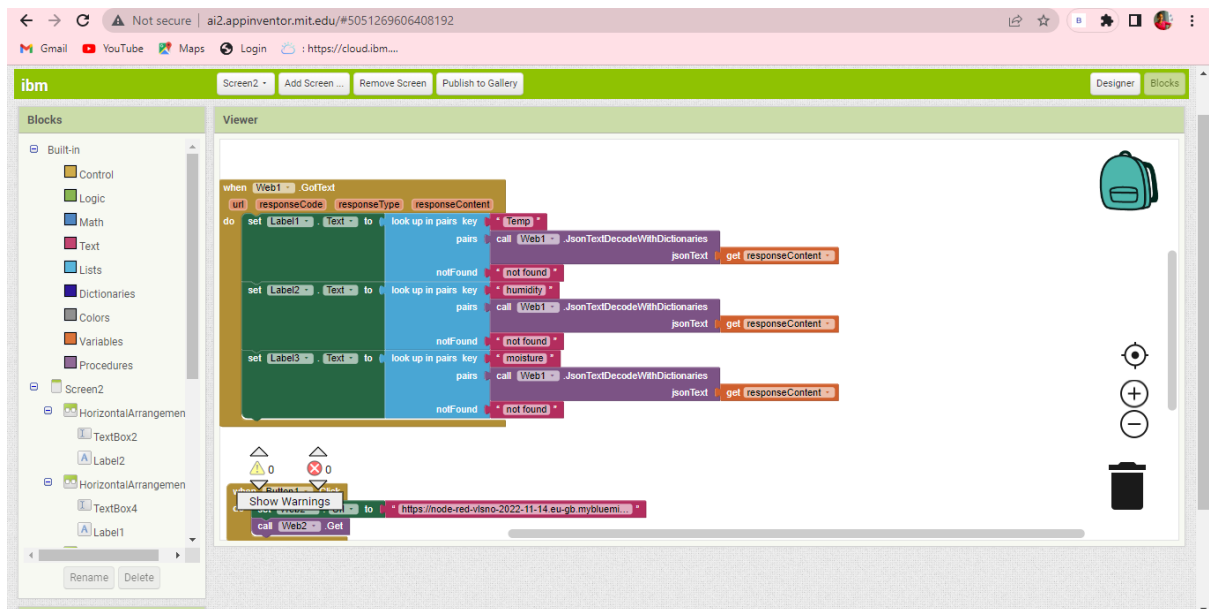 Not secure | ai2.appinventor.mit.edu/#5051269606408192
B
Gmail YouTube Maps Login : https://cloud.ibm....
ibm Screen2 Add Screen ... Remove Screen Publish to Gallery Designer Blocks
Blocks Viewer
Built-in
Control
Logic
Math
Text
Lists
Dictionaries
Colors
Variables
Procedures
Screen2
HorizontalArrangemen
TextBox2
Label2
HorizontalArrangemen
TextBox4
Label1
Rename Delete
when Web1 .GotText
url responseCode responseType responseContent
do set Label1 . Text to look up in pairs key " Temp "
pairs call Web1 .JsonTextDecodeWithDictionaries
jsonText get responseContent
notFound " not found "
set Label2 . Text to look up in pairs key " humidity "
pairs call Web1 .JsonTextDecodeWithDictionaries
jsonText get responseContent
notFound " not found "
set Label3 . Text to look up in pairs key " moisture "
pairs call Web1 .JsonTextDecodeWithDictionaries
jsonText get responseContent
notFound " not found "
0 0
Show Warnings
to " https://node-red-vlsno-2022-11-14.eu-gb.mybluemi... "
call Web2 .Get